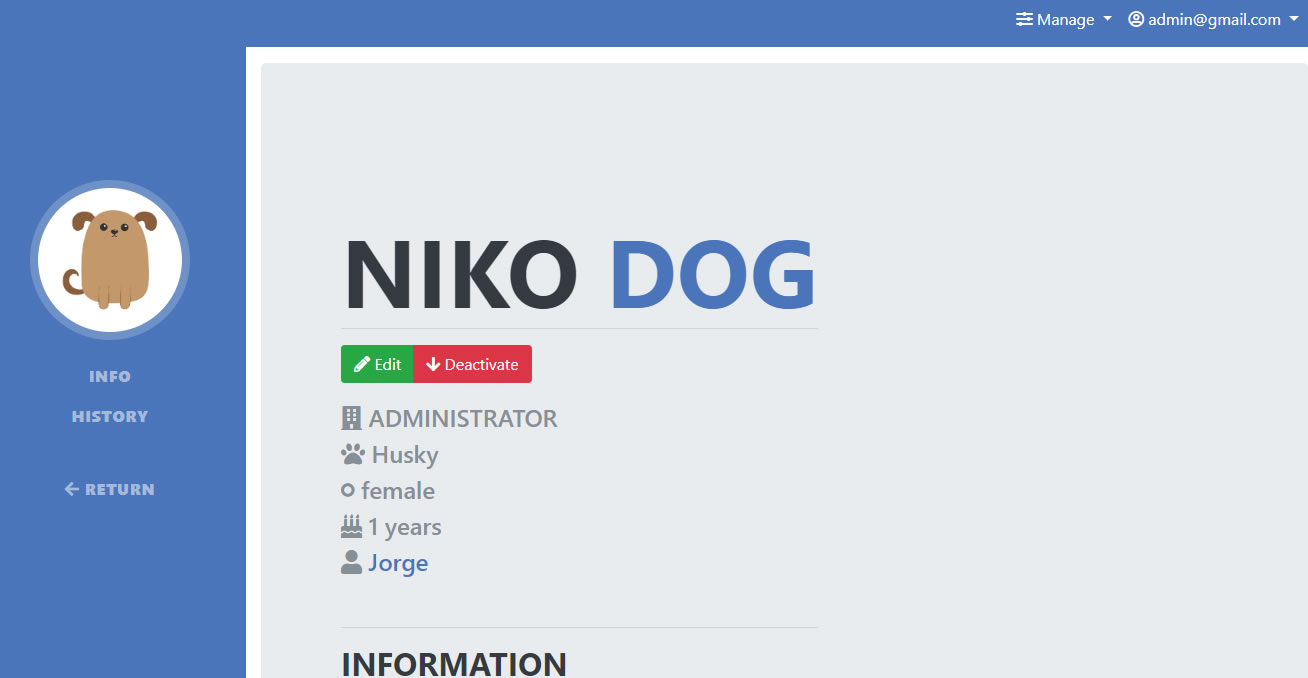 Manage admin@gmail.com
NIKO DOG
Edit Deactivate
INFO
HISTORY
RETURN
ADMINISTRATOR
Husky
female
1 years
Jorge
INFORMATION